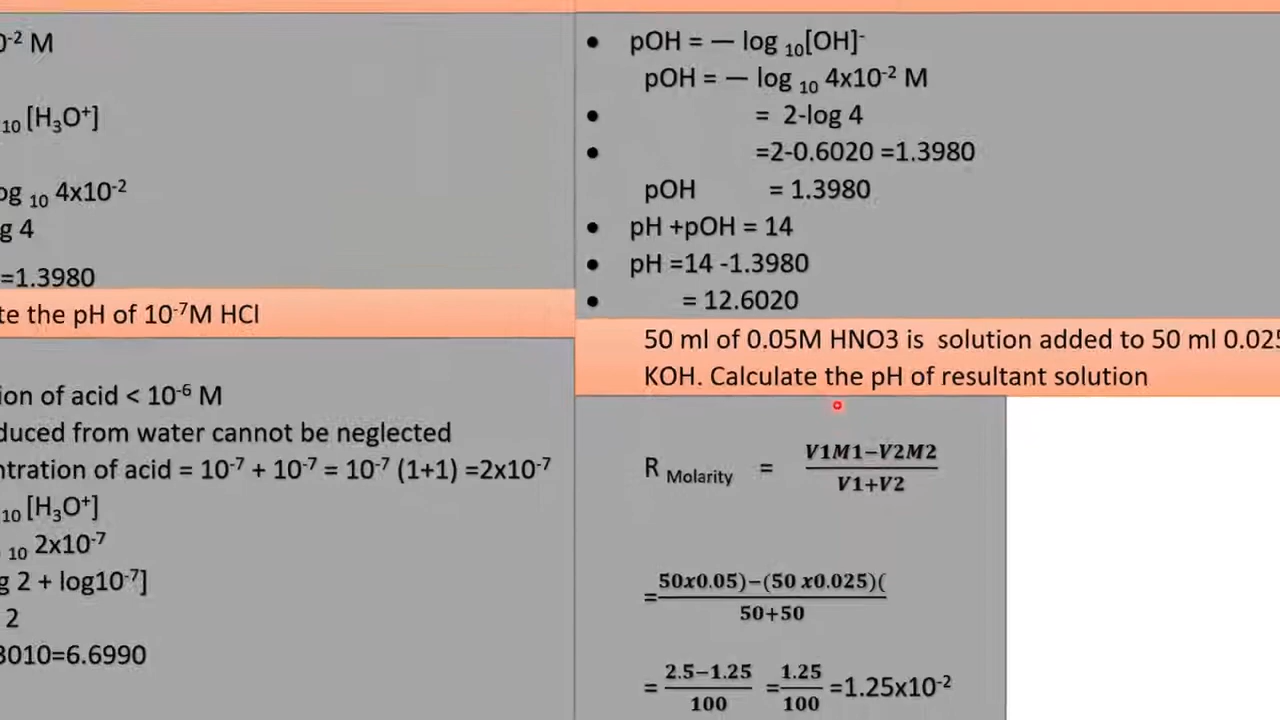 0⁻² M
10 [H₃O⁺]
og 10 4x10⁻²
g 4
=1.3980
te the pH of 10⁻⁷M HCl
ion of acid < 10⁻⁶ M
duced from water cannot be neglected
ntration of acid = 10⁻⁷ + 10⁻⁷ = 10⁻⁷ (1+1) =2x10⁻⁷
10 [H₃O⁺]
10 2x10⁻⁷
g 2 + log10⁻⁷]
2
3010=6.6990
• pOH = — log 10[OH]⁻
pOH = — log 10 4x10⁻² M
• = 2-log 4
• =2-0.6020 =1.3980
pOH = 1.3980
• pH +pOH = 14
• pH =14 -1.3980
• = 12.6020
50 ml of 0.05M HNO3 is solution added to 50 ml 0.025
KOH. Calculate the pH of resultant solution
R Molarity = V1M1−V2M2
V1+V2
=50x0.05)−(50 x0.025)(
50+50
= 2.5−1.25 =1.25 =1.25x10⁻²
100 100